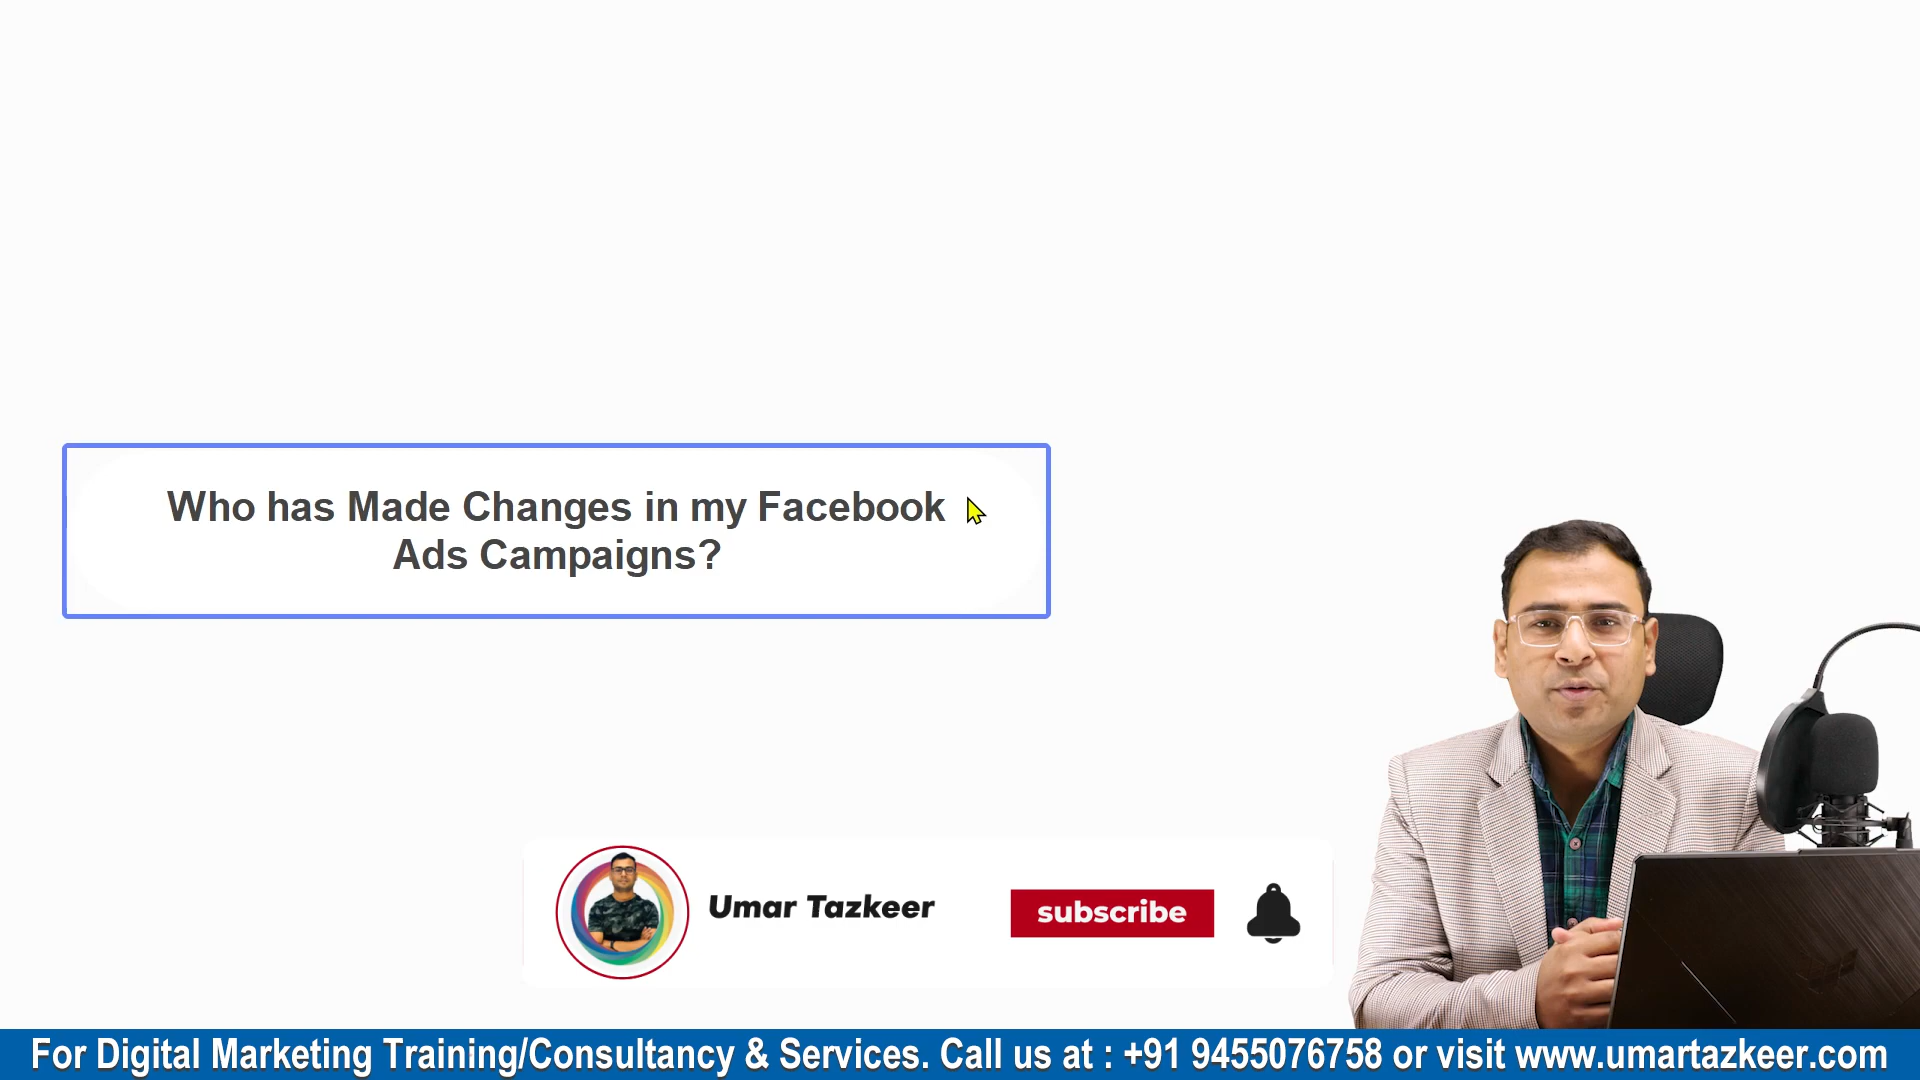 Who has Made Changes in my Facebook
Ads Campaigns?
Umar Tazkeer
subscribe
For Digital Marketing Training/Consultancy & Services. Call us at : +91 9455076758 or visit www.umartazkeer.com